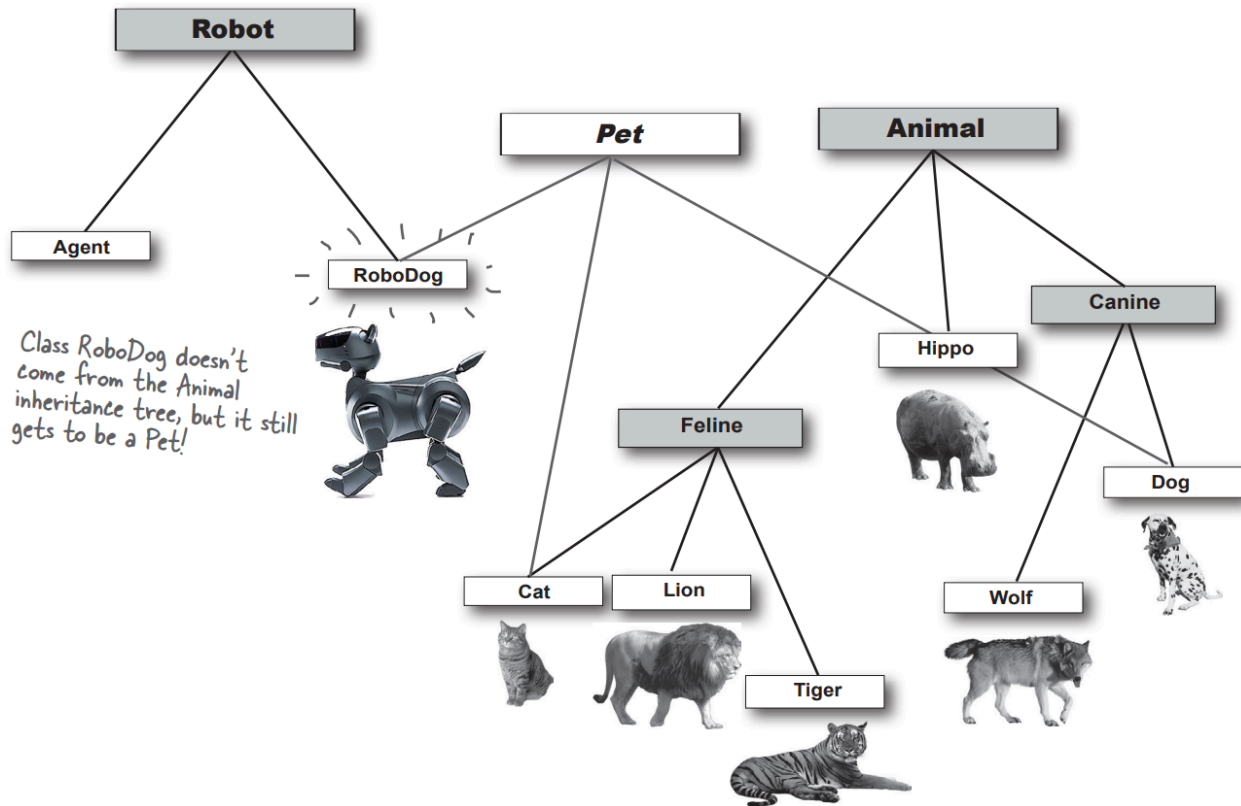 Robot
Pet
Animal
Agent
RoboDog
Canine
Hippo
Class RoboDog doesn't
come from the Animal
inheritance tree, but it still
gets to be a Pet!
Feline
Dog
Cat
Lion
Wolf
Tiger